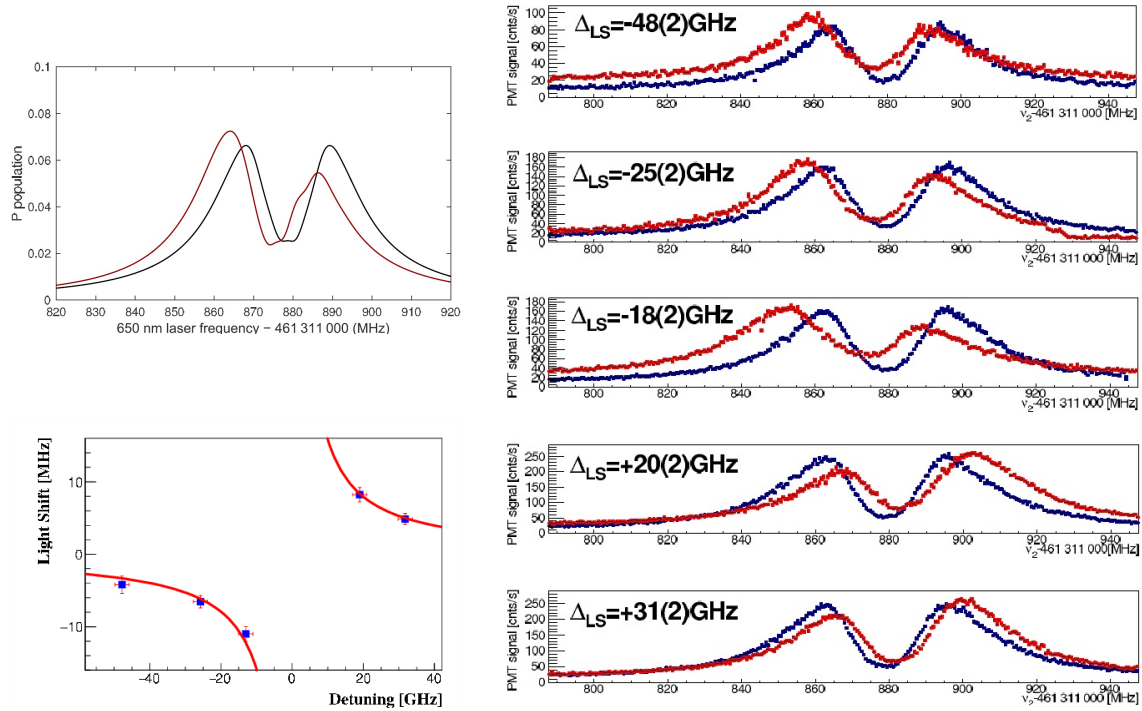 0.1
0.08
0.06
0.04
0.02
0
P population
820 830 840 850 860 870 880 890 900 910 920
650 nm laser frequency − 461 311 000 (MHz)
Light Shift [MHz]
10
0
−10
−40 −20 0 20 40
Detuning [GHz]
ΔLS=-48(2)GHz
PMT signal [cnts/s]
100
80
60
40
20
0
800 820 840 860 880 900 920 940
ν2-461 311 000 [MHz]
ΔLS=-25(2)GHz
PMT signal [cnts/s]
180
160
140
120
100
80
60
40
20
0
800 820 840 860 880 900 920 940
ν2-461 311 000 [MHz]
ΔLS=-18(2)GHz
PMT signal [cnts/s]
180
160
140
120
100
80
60
40
20
0
800 820 840 860 880 900 920 940
ν2-461 311 000 [MHz]
ΔLS=+20(2)GHz
PMT signal [cnts/s]
250
200
150
100
50
0
800 820 840 860 880 900 920 940
ν2-461 311 000[MHz]
ΔLS=+31(2)GHz
PMT signal [cnts/s]
250
200
150
100
50
0
800 820 840 860 880 900 920 940
ν2-461 311 000 [MHz]